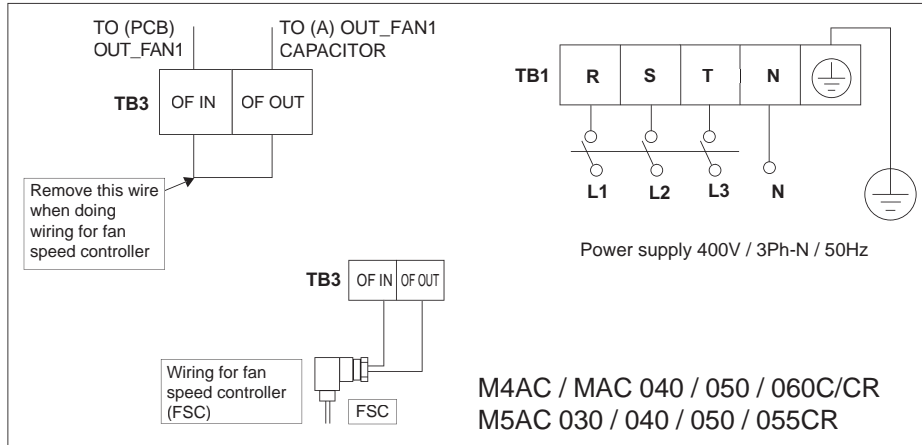 TO (PCB)
OUT_FAN1
TO (A) OUT_FAN1
CAPACITOR
TB3
OF IN
OF OUT
Remove this wire
when doing
wiring for fan
speed controller
TB1
R
S
T
N
L1
L2
L3
N
Power supply 400V / 3Ph-N / 50Hz
TB3
OF IN
OF OUT
Wiring for fan
speed controller
(FSC)
FSC
M4AC / MAC 040 / 050 / 060C/CR
M5AC 030 / 040 / 050 / 055CR